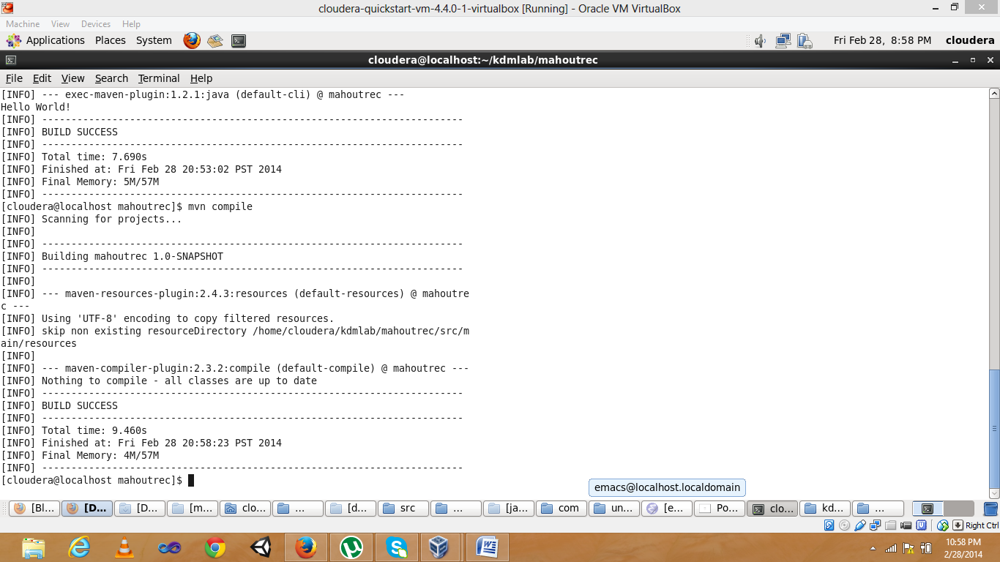 cloudera-quickstart-vm-4.4.0-1-virtualbox [Running] - Oracle VM VirtualBox
Machine View Devices Help
Applications Places System Fri Feb 28, 8:58 PM cloudera
cloudera@localhost:~/kdmlab/mahoutrec
File Edit View Search Terminal Help
[INFO] --- exec-maven-plugin:1.2.1:java (default-cli) @ mahoutrec ---
Hello World!
[INFO] ------------------------------------------------------------------------
[INFO] BUILD SUCCESS
[INFO] ------------------------------------------------------------------------
[INFO] Total time: 7.690s
[INFO] Finished at: Fri Feb 28 20:53:02 PST 2014
[INFO] Final Memory: 5M/57M
[INFO] ------------------------------------------------------------------------
[cloudera@localhost mahoutrec]$ mvn compile
[INFO] Scanning for projects...
[INFO]
[INFO] ------------------------------------------------------------------------
[INFO] Building mahoutrec 1.0-SNAPSHOT
[INFO] ------------------------------------------------------------------------
[INFO]
[INFO] --- maven-resources-plugin:2.4.3:resources (default-resources) @ mahoutre
c ---
[INFO] Using 'UTF-8' encoding to copy filtered resources.
[INFO] skip non existing resourceDirectory /home/cloudera/kdmlab/mahoutrec/src/m
ain/resources
[INFO]
[INFO] --- maven-compiler-plugin:2.3.2:compile (default-compile) @ mahoutrec ---
[INFO] Nothing to compile - all classes are up to date
[INFO] ------------------------------------------------------------------------
[INFO] BUILD SUCCESS
[INFO] ------------------------------------------------------------------------
[INFO] Total time: 9.460s
[INFO] Finished at: Fri Feb 28 20:58:23 PST 2014
[INFO] Final Memory: 4M/57M
[INFO] ------------------------------------------------------------------------
[cloudera@localhost mahoutrec]$
emacs@localhost.localdomain
[Bl... [D... [D... [m... clo... ... [d... src ... [ja... com un... [e... Po... clo... kd... ...
Right Ctrl
10:58 PM
2/28/2014